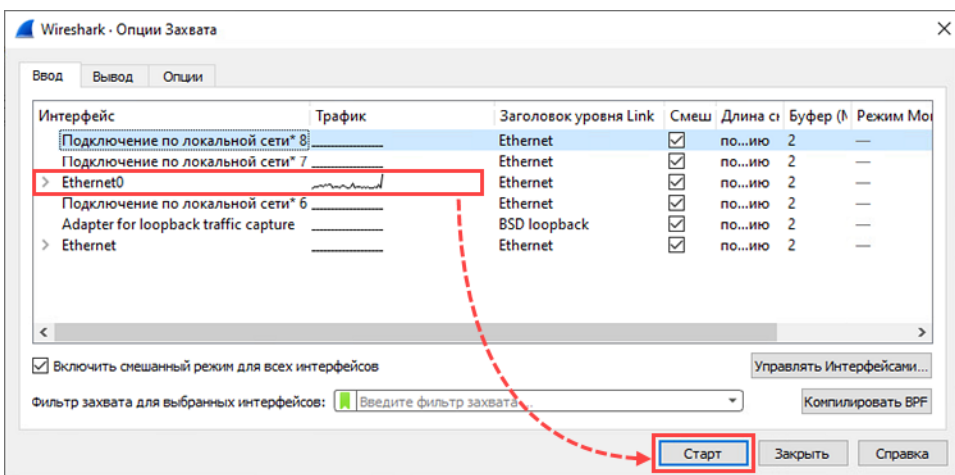 Wireshark · Опции Захвата
Ввод Вывод Опции
Интерфейс Трафик Заголовок уровня Link Смеш Длина сн Буфер (М Режим Мо
Подключение по локальной сети* 8 Ethernet по...ию 2 —
Подключение по локальной сети* 7 Ethernet по...ию 2 —
Ethernet0 Ethernet по...ию 2 —
Подключение по локальной сети* 6 Ethernet по...ию 2 —
Adapter for loopback traffic capture BSD loopback по...ию 2 —
Ethernet Ethernet по...ию 2 —
Включить смешанный режим для всех интерфейсов Управлять Интерфейсами...
Фильтр захвата для выбранных интерфейсов: Введите фильтр захвата ... Компилировать BPF
Старт Закрыть Справка